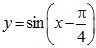 y = sin(x − π/4)